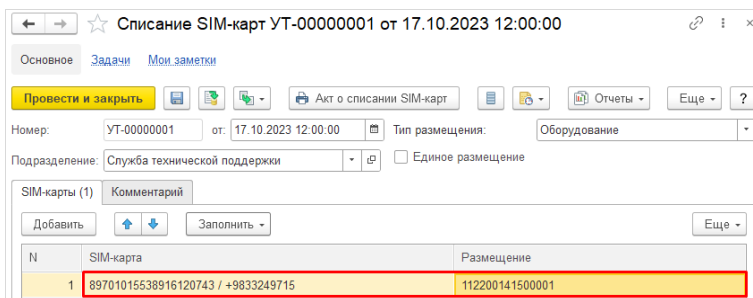 Списание SIM-карт УТ-00000001 от 17.10.2023 12:00:00
Основное Задачи Мои заметки
Провести и закрыть Акт о списании SIM-карт Отчеты Еще ?
Номер: УТ-00000001 от: 17.10.2023 12:00:00 Тип размещения: Оборудование
Подразделение: Служба технической поддержки Единое размещение
SIM-карты (1) Комментарий
Добавить Заполнить Еще
N SIM-карта Размещение
1 89701015538916120743 / +9833249715 112200141500001